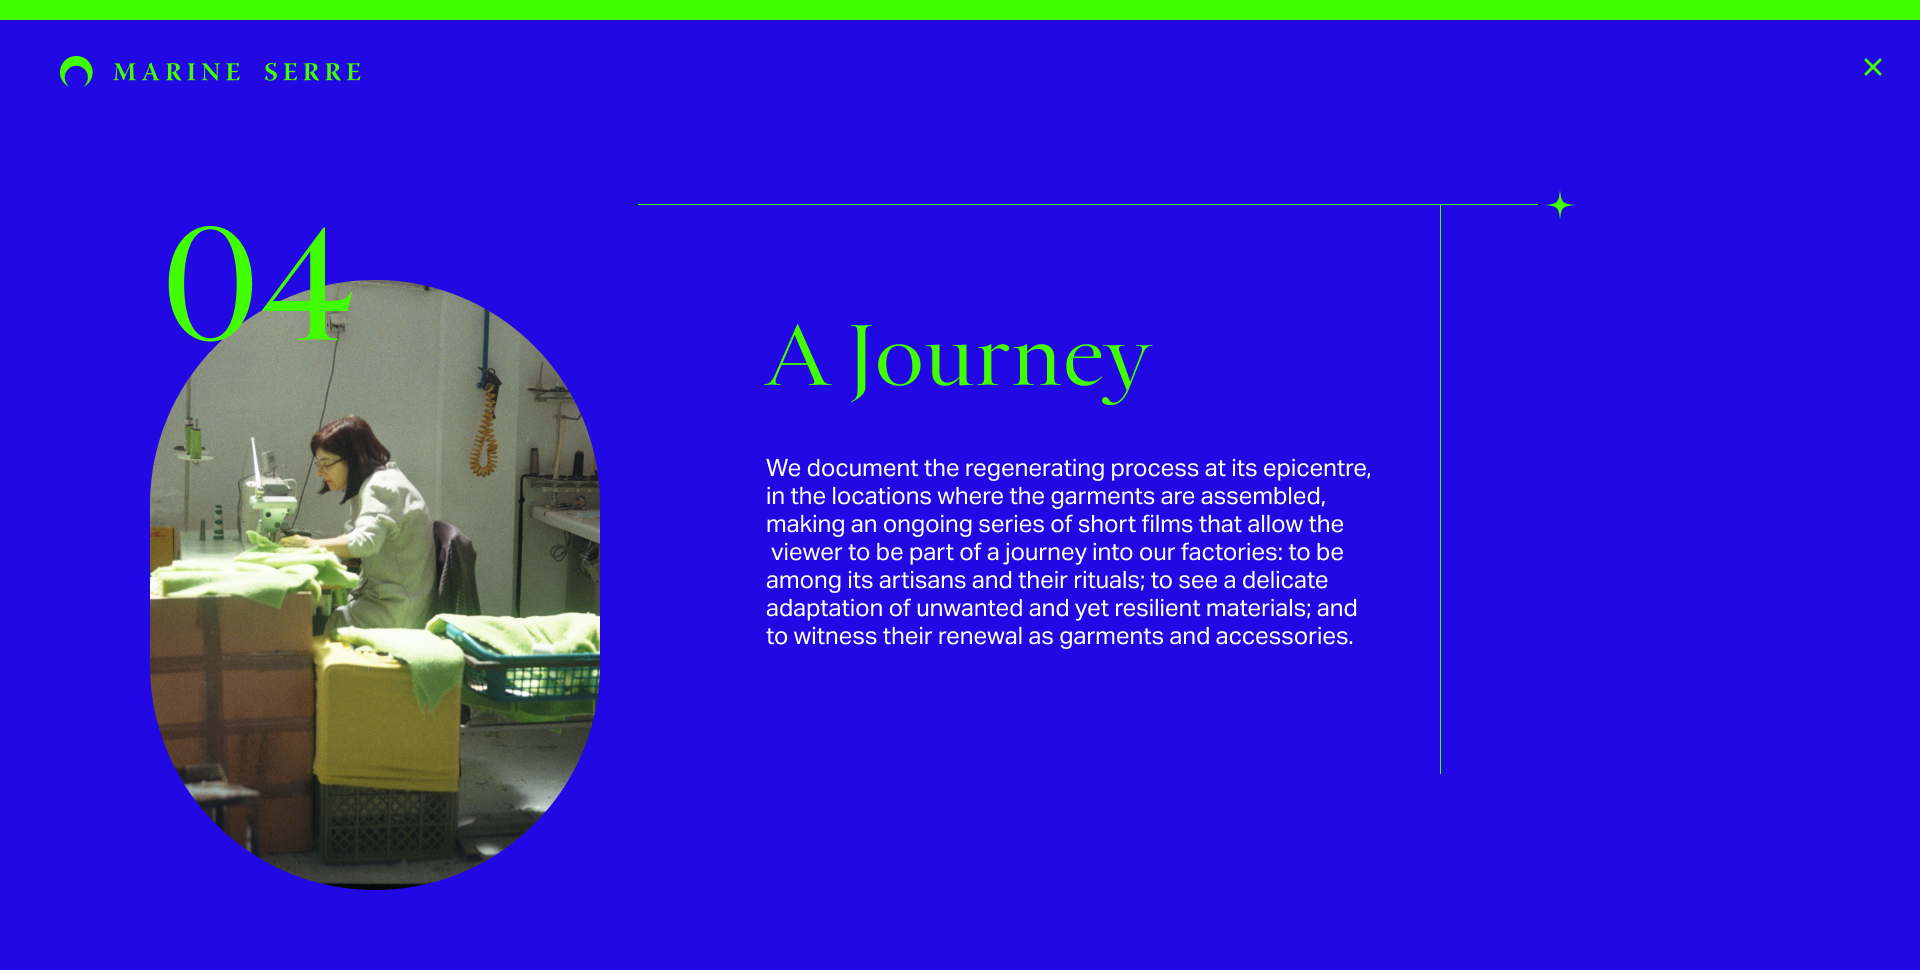 MARINE SERRE
04
A Journey
We document the regenerating process at its epicentre,
in the locations where the garments are assembled,
making an ongoing series of short films that allow the
viewer to be part of a journey into our factories: to be
among its artisans and their rituals; to see a delicate
adaptation of unwanted and yet resilient materials; and
to witness their renewal as garments and accessories.